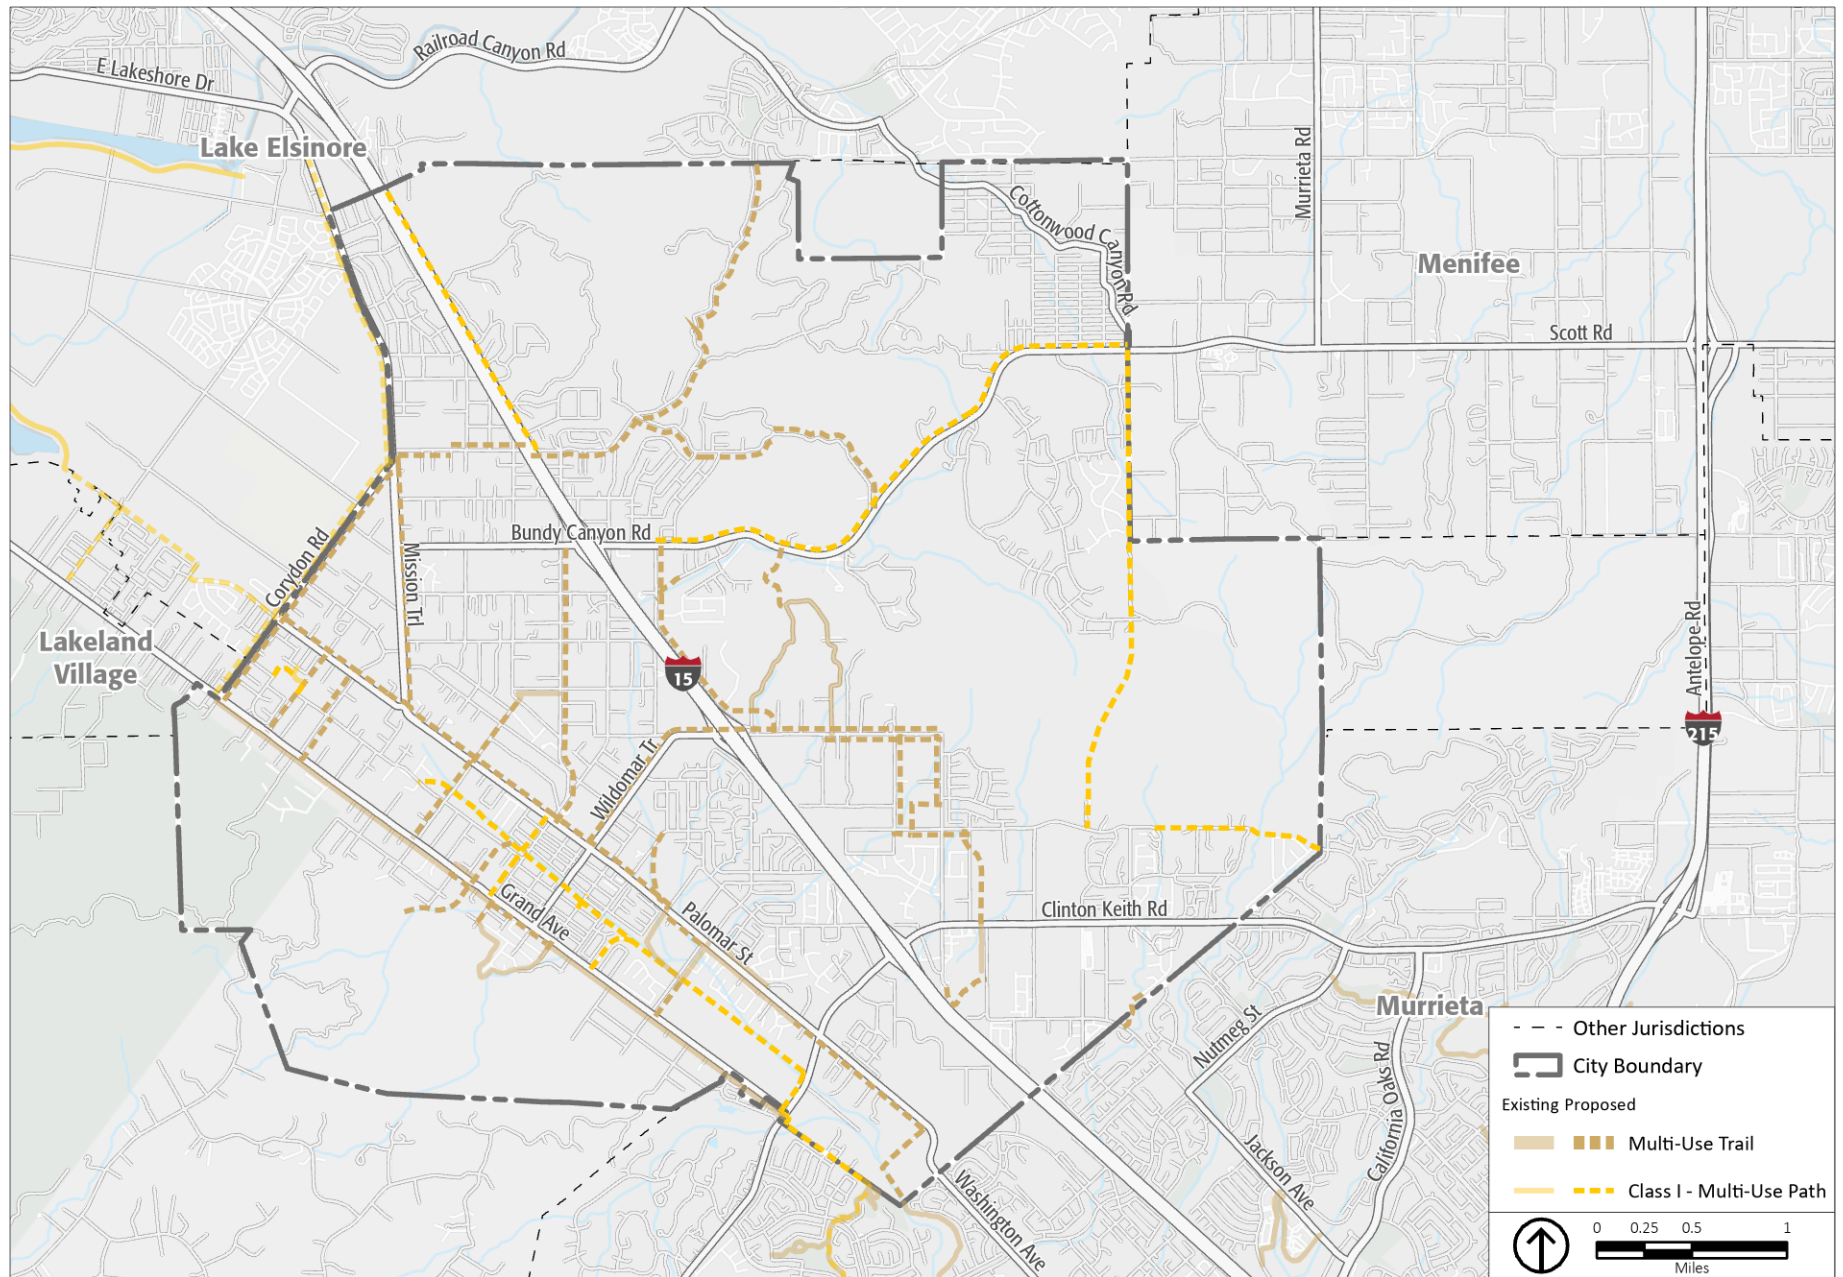 Railroad Canyon Rd
E Lakeshore Dr
Lake Elsinore
Murrieta Rd
Cottonwood Canyon Rd
Menifee
Scott Rd
Bundy Canyon Rd
Corydon Rd
Mission Trl
Lakeland
Village
15
Antelope Rd
215
Wildomar Tr
Grand Ave
Palomar St
Clinton Keith Rd
Murrieta
Nutmeg St
California Oaks Rd
Jackson Ave
Washington Ave
Other Jurisdictions
City Boundary
Existing Proposed
Multi-Use Trail
Class I - Multi-Use Path
0 0.25 0.5 1
Miles